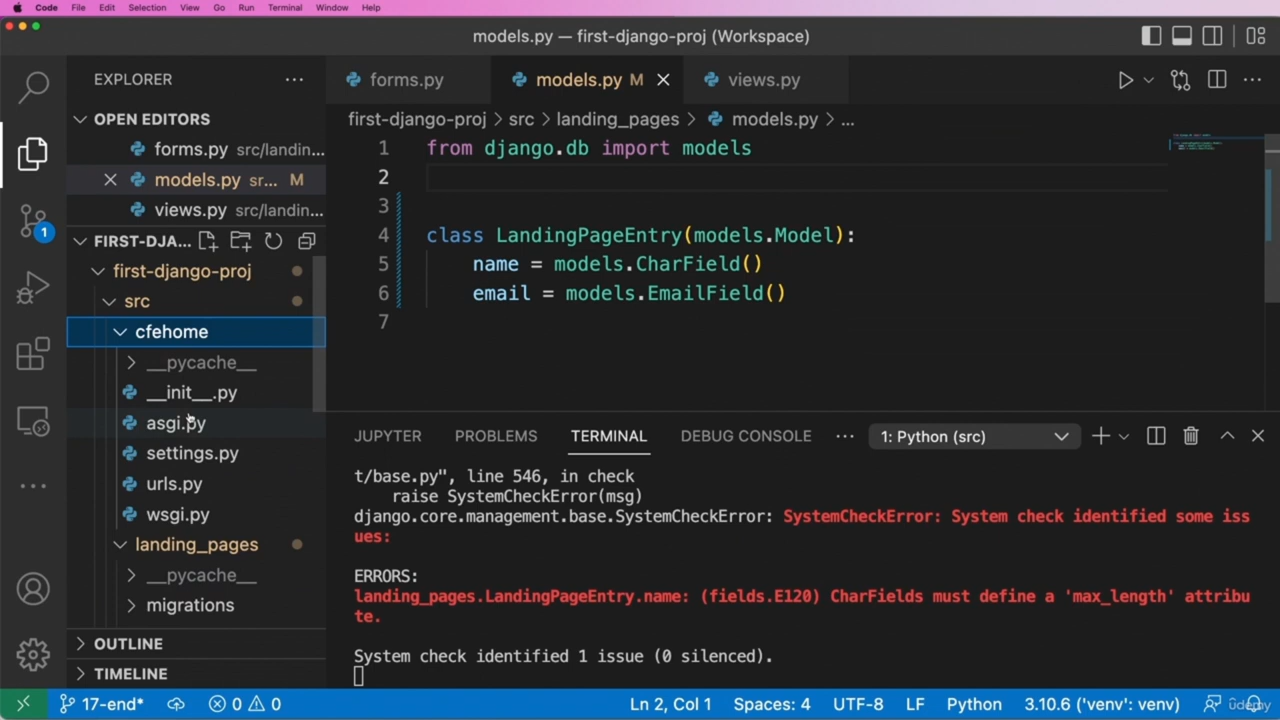 Code File Edit Selection View Go Run Terminal Window Help
models.py — first-django-proj (Workspace)
EXPLORER
forms.py
models.py M
views.py
OPEN EDITORS
first-django-proj > src > landing_pages > models.py > ...
forms.py src/landin...
models.py sr... M
views.py src/landin...
FIRST-DJA...
first-django-proj
src
cfehome
__pycache__
__init__.py
asgi.py
settings.py
urls.py
wsgi.py
landing_pages
__pycache__
migrations
OUTLINE
TIMELINE
1 from django.db import models
2
3
4 class LandingPageEntry(models.Model):
5 name = models.CharField()
6 email = models.EmailField()
7
JUPYTER PROBLEMS TERMINAL DEBUG CONSOLE ... 1: Python (src)
t/base.py", line 546, in check
raise SystemCheckError(msg)
django.core.management.base.SystemCheckError: SystemCheckError: System check identified some iss
ues:
ERRORS:
landing_pages.LandingPageEntry.name: (fields.E120) CharFields must define a 'max_length' attribu
te.
System check identified 1 issue (0 silenced).
1
17-end* 0 0 Ln 2, Col 1 Spaces: 4 UTF-8 LF Python 3.10.6 ('venv': venv)
udemy